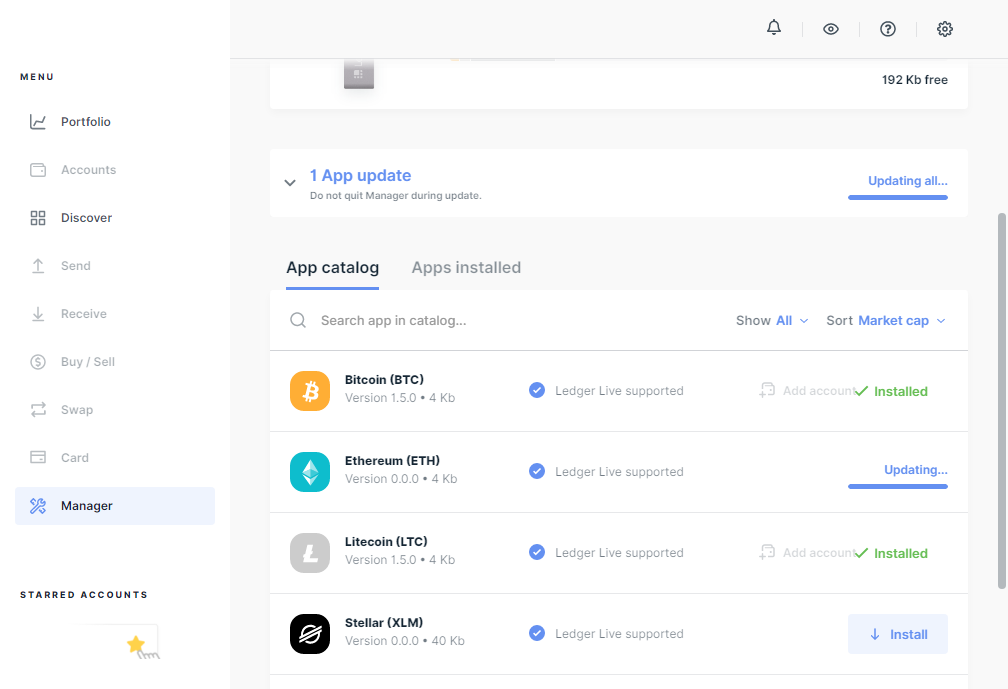 MENU
Portfolio
Accounts
Discover
Send
Receive
Buy / Sell
Swap
Card
Manager
STARRED ACCOUNTS
192 Kb free
1 App update
Do not quit Manager during update.
Updating all...
App catalog
Apps installed
Search app in catalog...
Show All
Sort Market cap
Bitcoin (BTC)
Version 1.5.0 • 4 Kb
Ledger Live supported
Add account
Installed
Ethereum (ETH)
Version 0.0.0 • 4 Kb
Ledger Live supported
Updating...
Litecoin (LTC)
Version 1.5.0 • 4 Kb
Ledger Live supported
Add account
Installed
Stellar (XLM)
Version 0.0.0 • 40 Kb
Ledger Live supported
Install